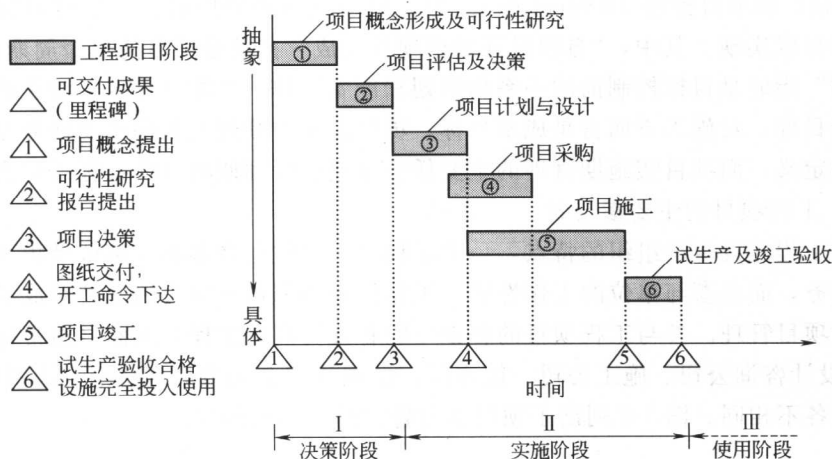 工程项目阶段
可交付成果
(里程碑)
1 项目概念提出
2 可行性研究
报告提出
3 项目决策
4 图纸交付,
开工命令下达
5 项目竣工
6 试生产验收合格
设施完全投入使用
抽象
具体
项目概念形成及可行性研究
①
项目评估及决策
②
项目计划与设计
③
项目采购
④
项目施工
⑤
试生产及竣工验收
⑥
1 2 3 4 5 6
时间
Ⅰ Ⅱ Ⅲ
决策阶段 实施阶段 使用阶段